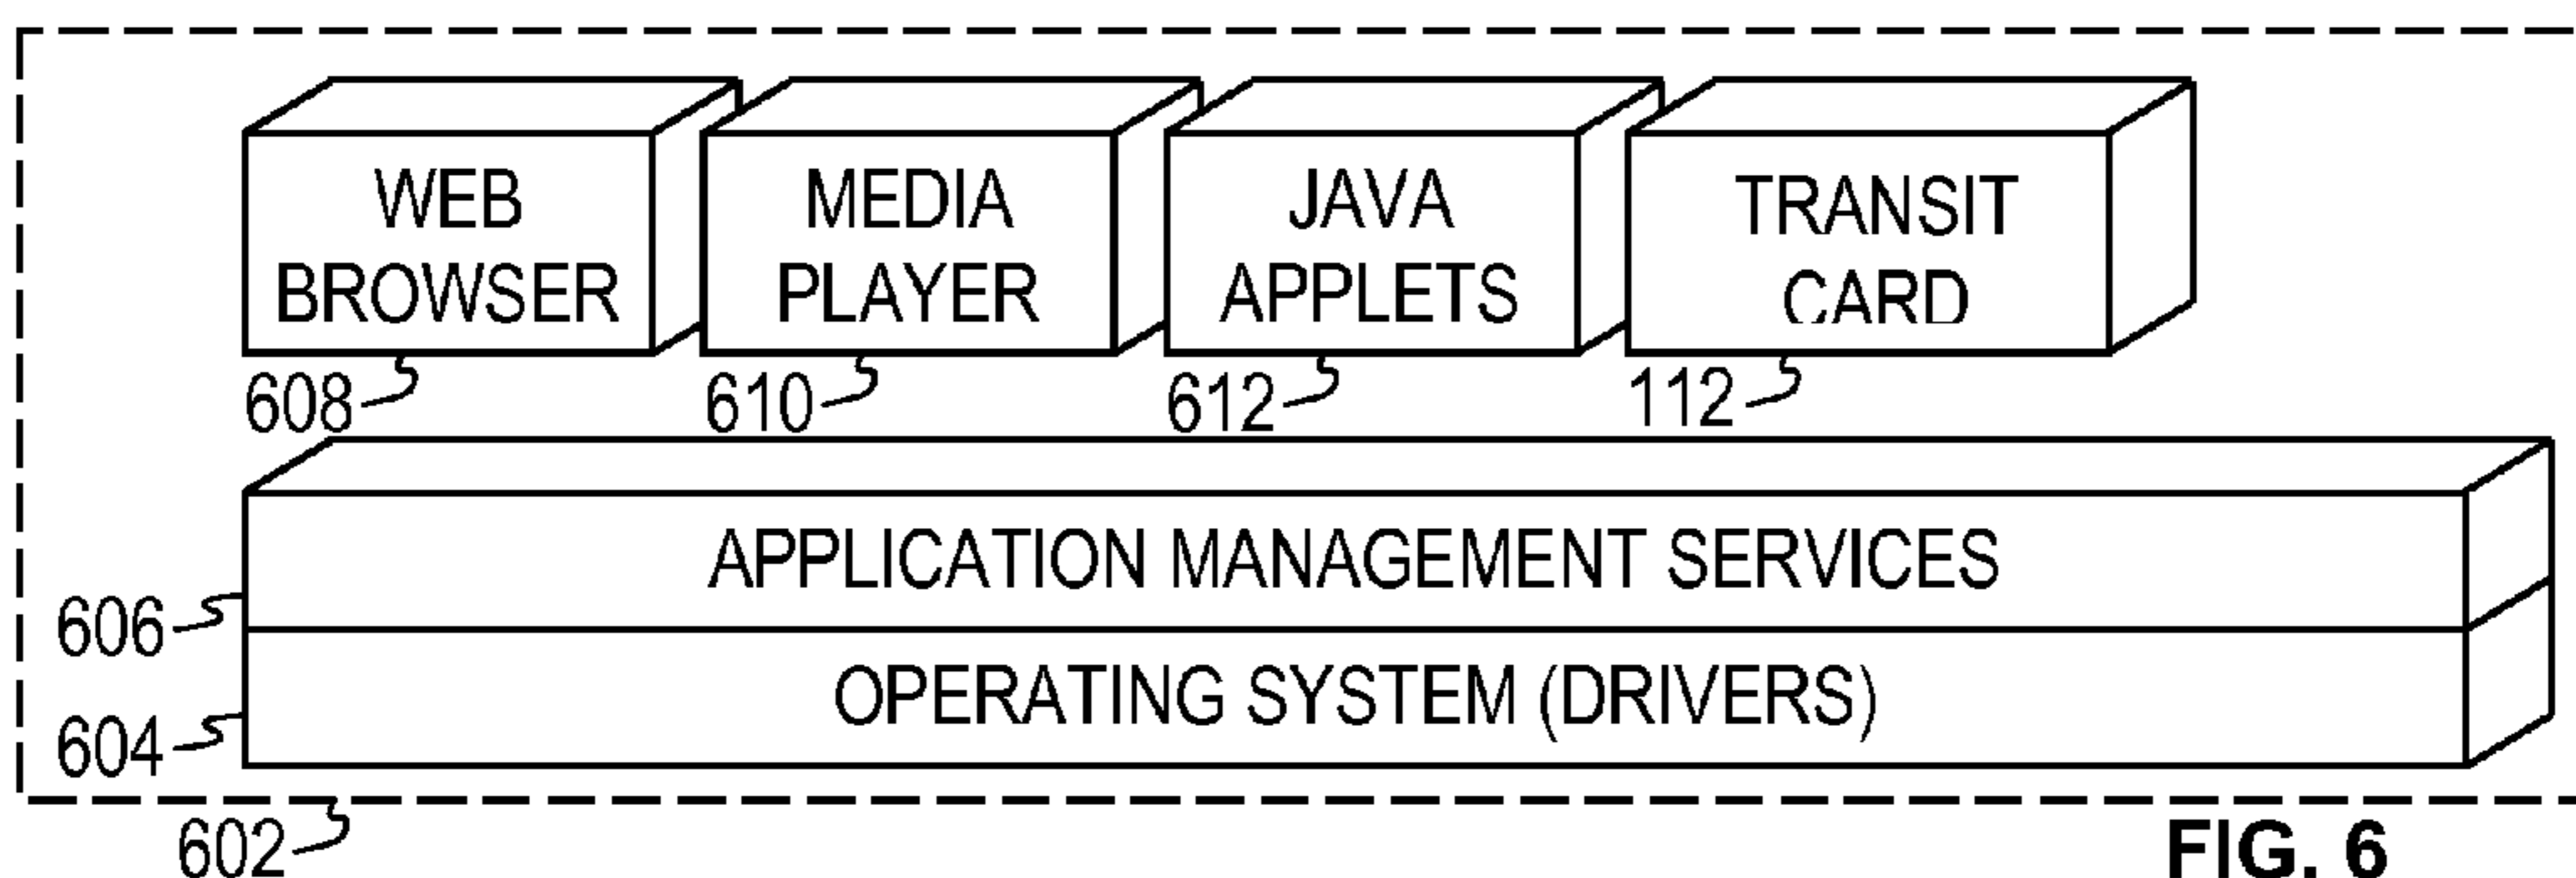 WEB
BROWSER
MEDIA
PLAYER
JAVA
APPLETS
TRANSIT
CARD
608
610
612
112
APPLICATION MANAGEMENT SERVICES
606
OPERATING SYSTEM (DRIVERS)
604
602
FIG. 6